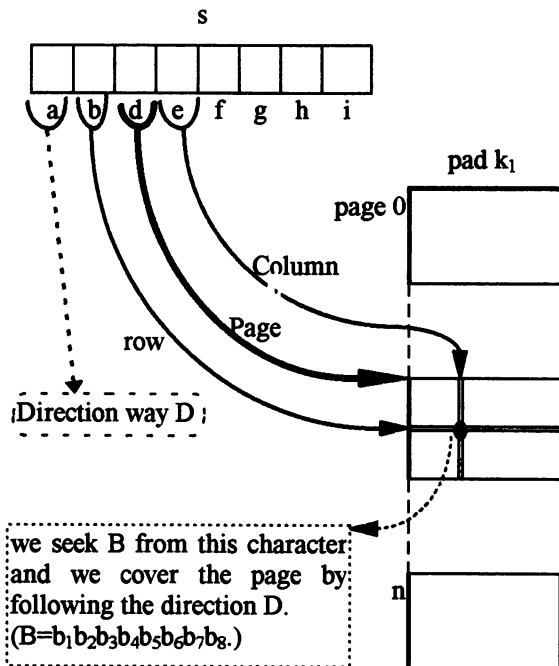 s
a b d e f g h i
pad k₁
page 0
Column
Page
row
Direction way D
we seek B from this character
and we cover the page by
following the direction D.
(B=b₁b₂b₃b₄b₅b₆b₇b₈.)
n